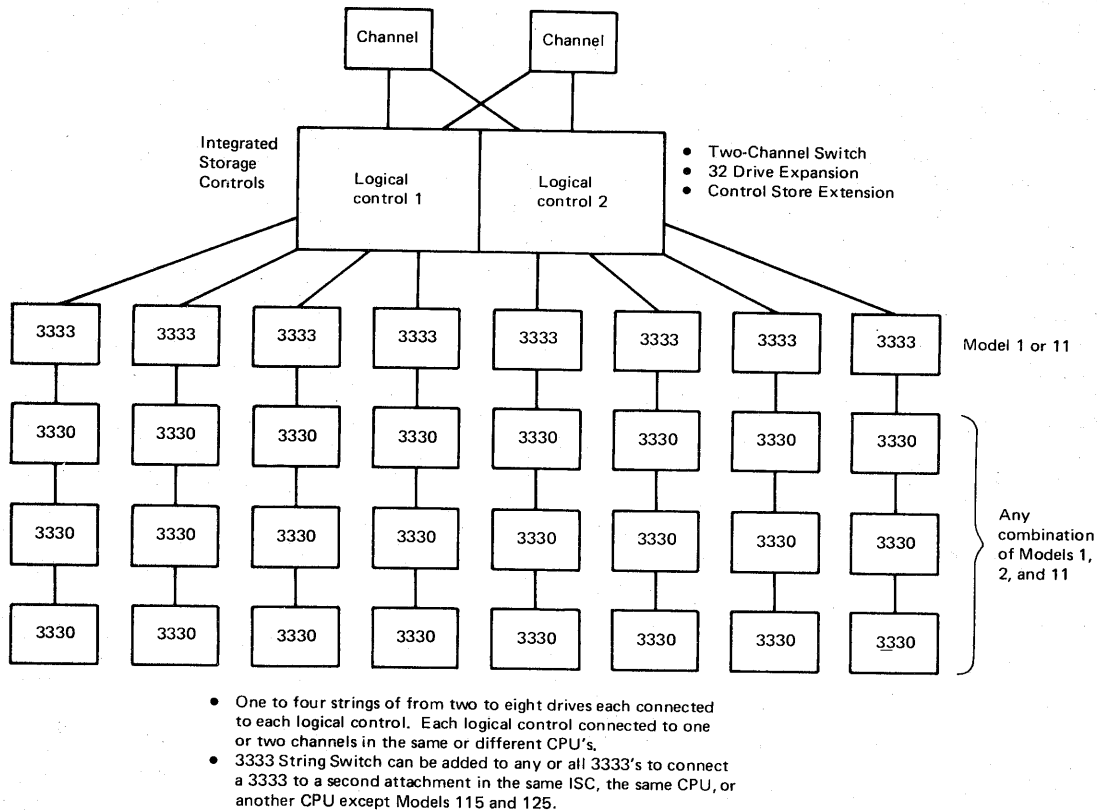 Channel
Channel
Integrated
Storage
Controls
Logical
control 1
Logical
control 2
• Two-Channel Switch
• 32 Drive Expansion
• Control Store Extension
3333 3333 3333 3333 3333 3333 3333 3333
Model 1 or 11
3330 3330 3330 3330 3330 3330 3330 3330
3330 3330 3330 3330 3330 3330 3330 3330
3330 3330 3330 3330 3330 3330 3330 3330
Any
combination
of Models 1,
2, and 11
• One to four strings of from two to eight drives each connected
to each logical control. Each logical control connected to one
or two channels in the same or different CPU's.
• 3333 String Switch can be added to any or all 3333's to connect
a 3333 to a second attachment in the same ISC, the same CPU, or
another CPU except Models 115 and 125.